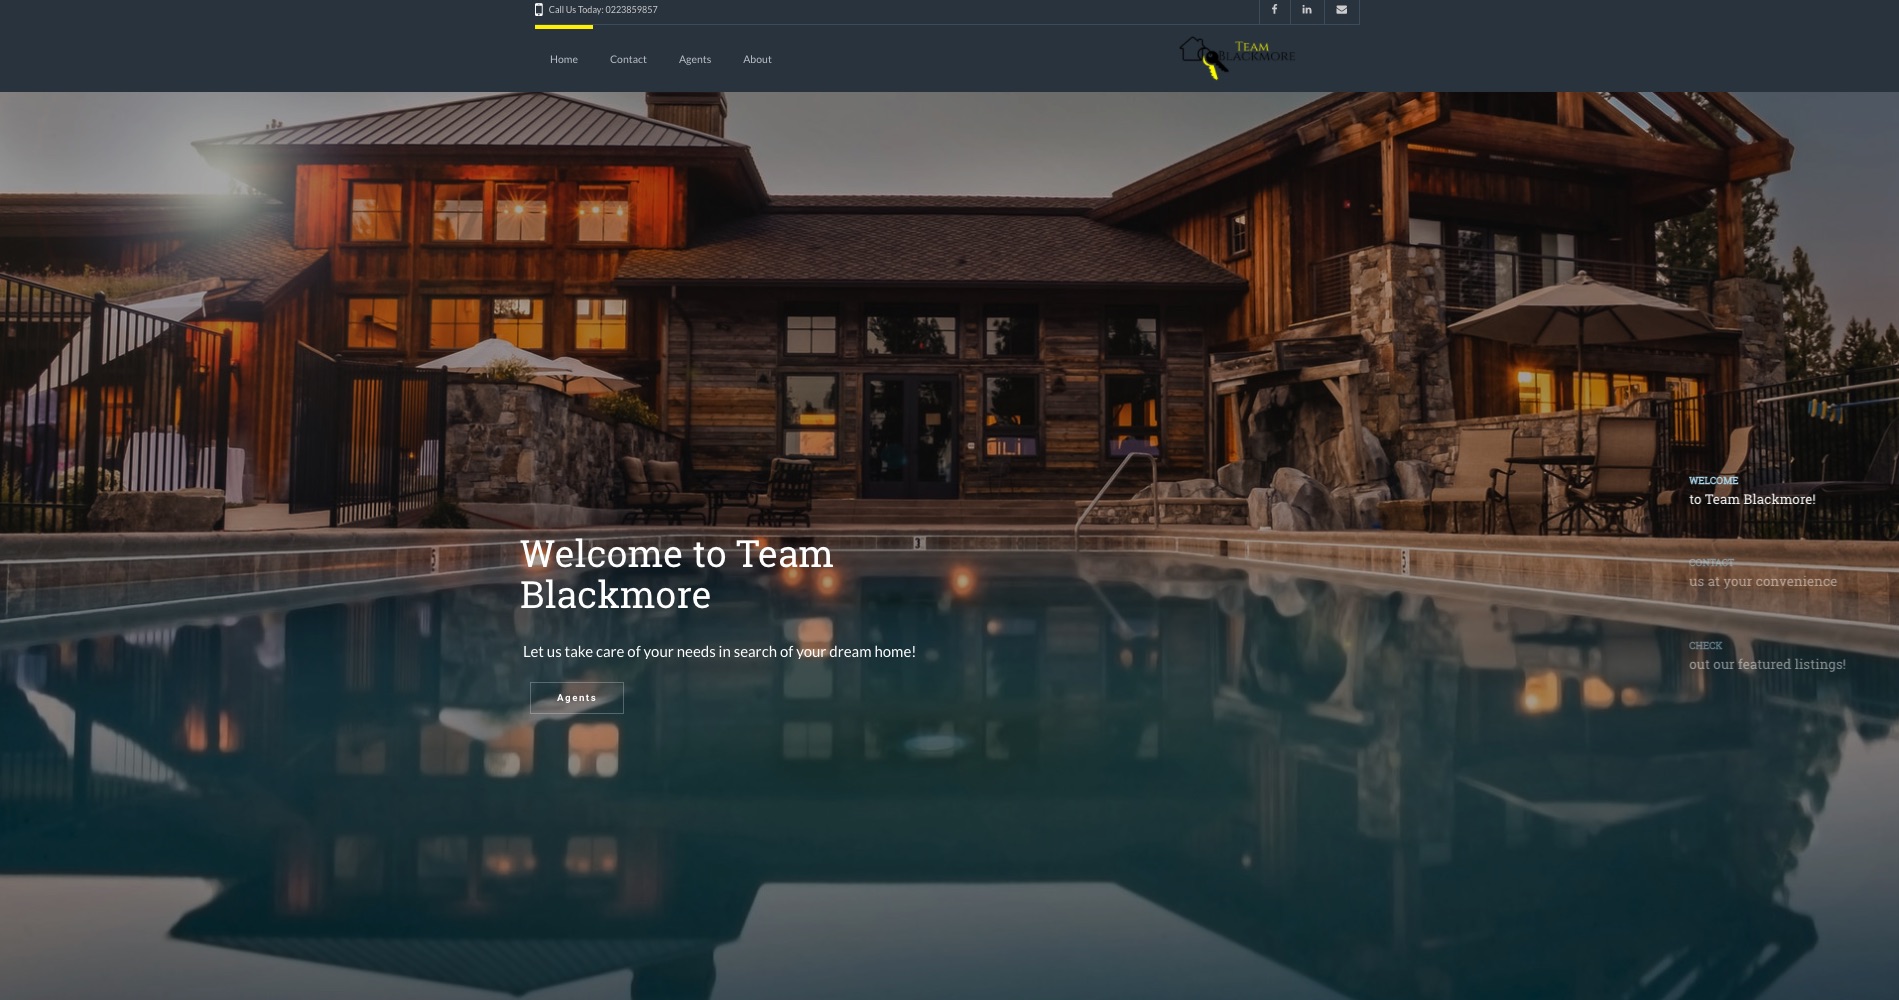 Call Us Today: 0223859857
Home Contact Agents About
TEAM
BLACKMORE
WELCOME
to Team Blackmore!
Welcome to Team
Blackmore
CONTACT
us at your convenience
Let us take care of your needs in search of your dream home!
CHECK
out our featured listings!
Agents